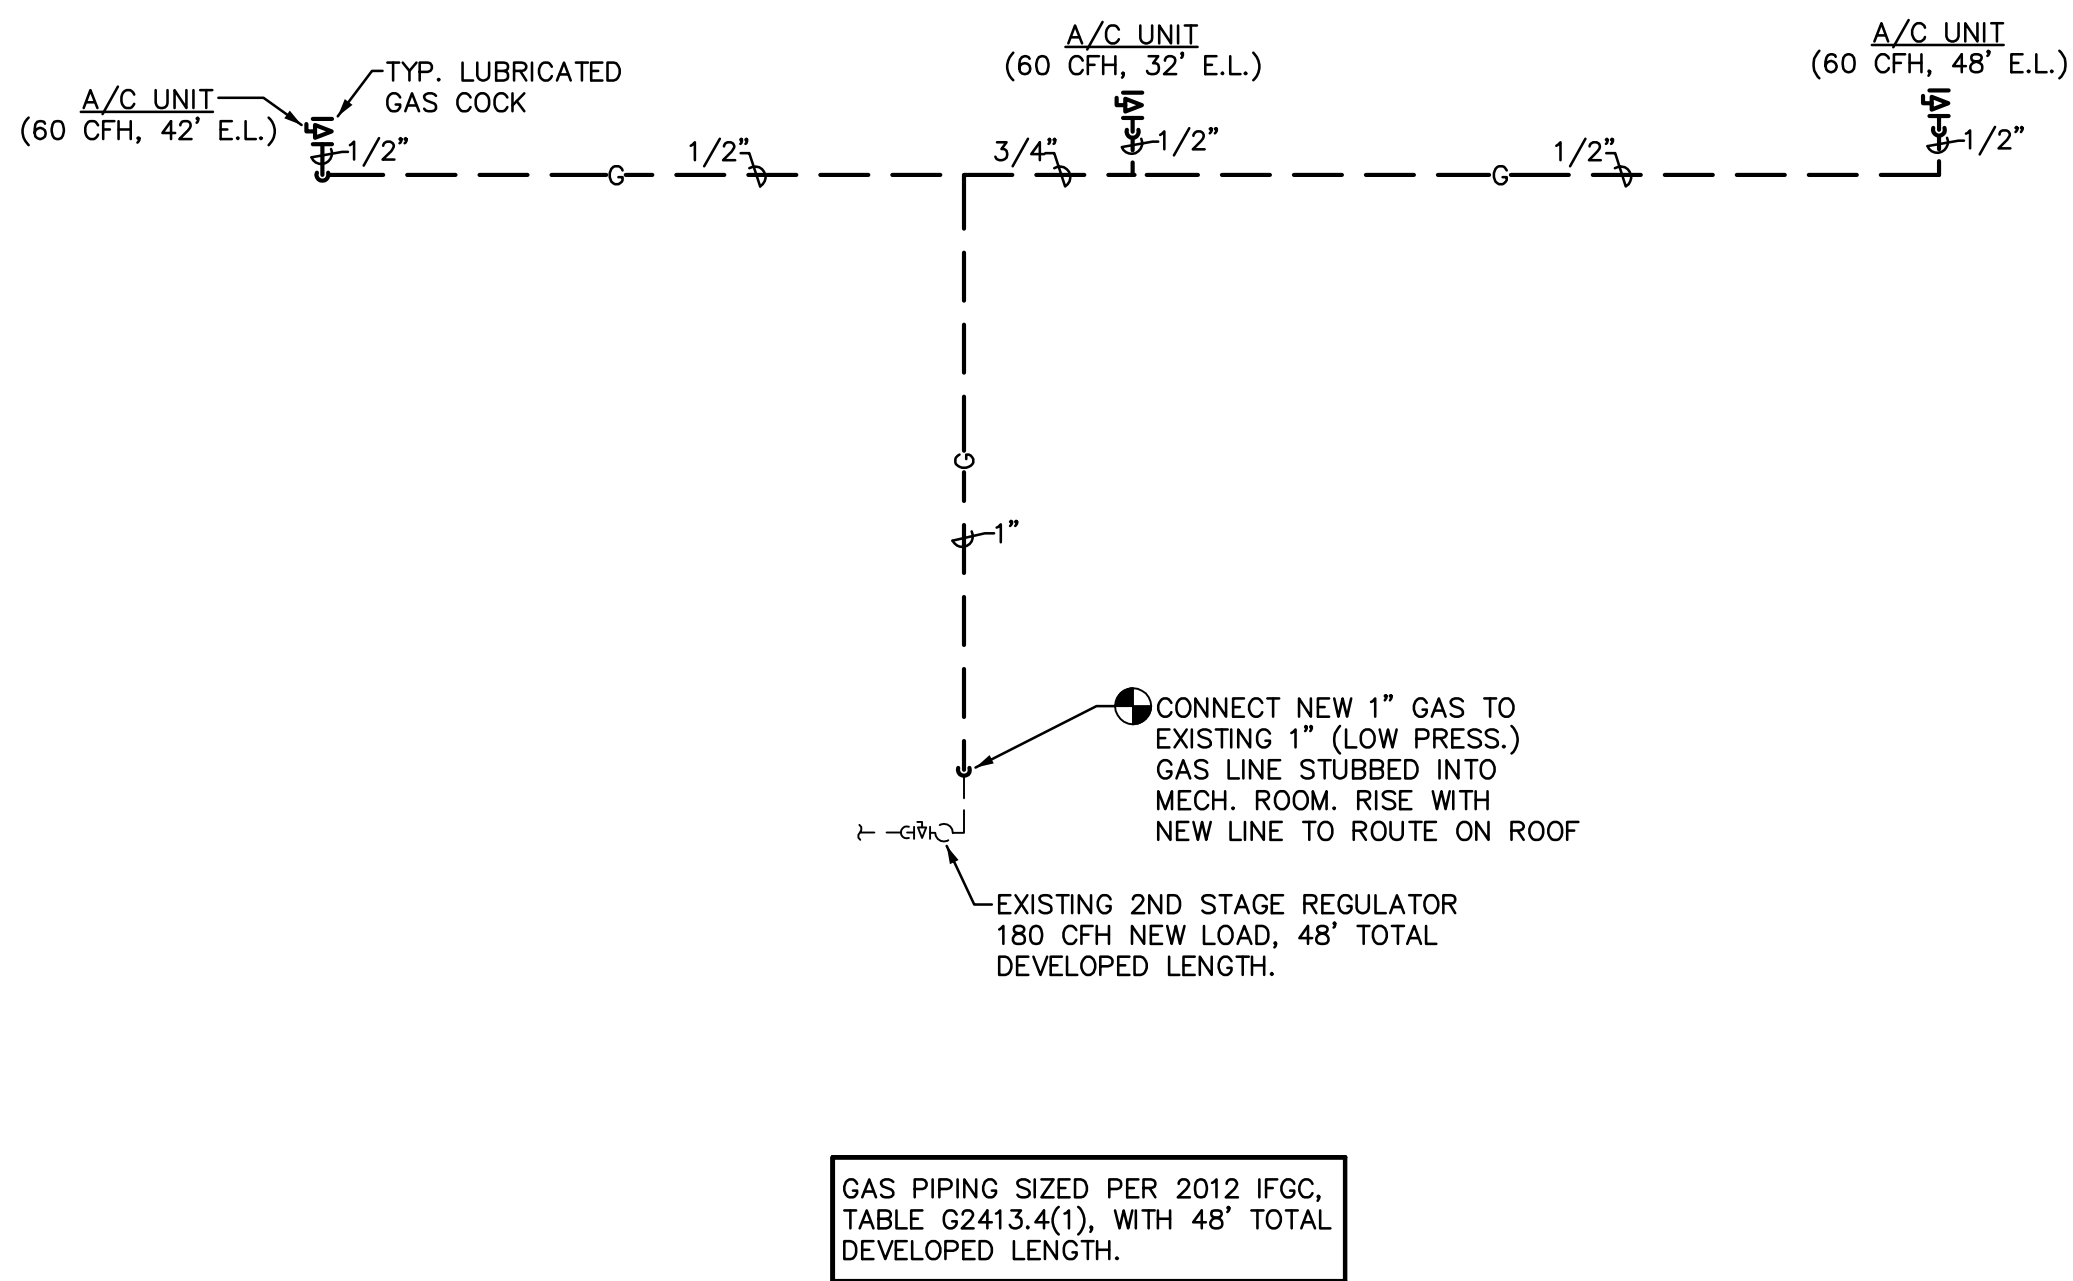 A/C UNIT
(60 CFH, 42' E.L.)
TYP. LUBRICATED
GAS COCK
A/C UNIT
(60 CFH, 32' E.L.)
A/C UNIT
(60 CFH, 48' E.L.)
1/2"
1/2"
3/4"
1/2"
1/2"
1/2"
G
G
G
1"
CONNECT NEW 1" GAS TO
EXISTING 1" (LOW PRESS.)
GAS LINE STUBBED INTO
MECH. ROOM. RISE WITH
NEW LINE TO ROUTE ON ROOF
EXISTING 2ND STAGE REGULATOR
180 CFH NEW LOAD, 48' TOTAL
DEVELOPED LENGTH.
GAS PIPING SIZED PER 2012 IFGC,
TABLE G2413.4(1), WITH 48' TOTAL
DEVELOPED LENGTH.